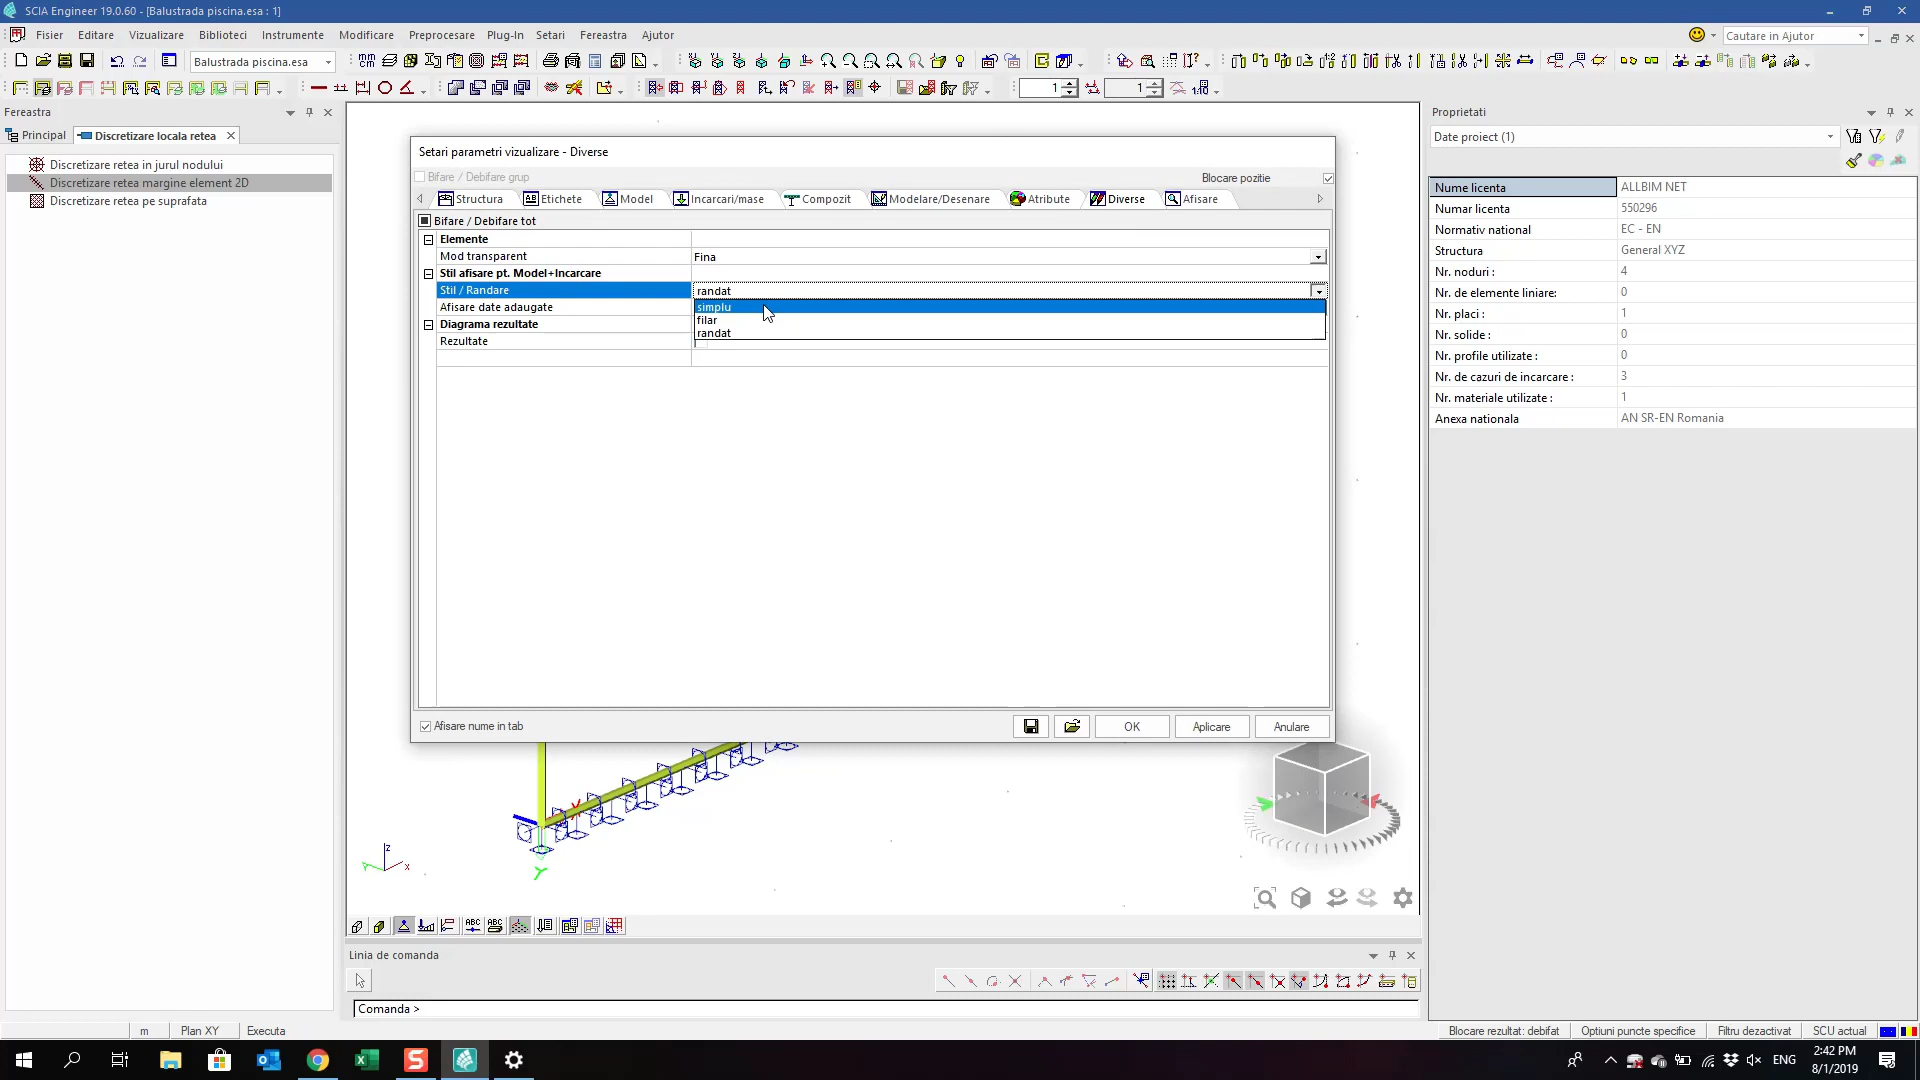 SCIA Engineer 19.0.60 - [Balustrada piscina.esa : 1]
Fisier Editare Vizualizare Biblioteci Instrumente Modificare Preprocesare Plug-In Setari Fereastra Ajutor
Cautare in Ajutor
Balustrada piscina.esa
1 1
Fereastra
Principal Discretizare locala retea
Discretizare retea in jurul nodului
Discretizare retea margine element 2D
Discretizare retea pe suprafata
Setari parametri vizualizare - Diverse
Bifare / Debifare grup
Blocare pozitie
Structura Etichete Model Incarcari/mase Compozit Modelare/Desenare Atribute Diverse Afisare
Bifare / Debifare tot
Elemente
Mod transparent Fina
Stil afisare pt. Model+Incarcare
Stil / Randare randat
Afisare date adaugate
simplu
filar
randat
Diagrama rezultate
Rezultate
Afisare nume in tab
OK Aplicare Anulare
Proprietati
Date proiect (1)
Nume licenta ALLBIM NET
Numar licenta 550296
Normativ national EC - EN
Structura General XYZ
Nr. noduri : 4
Nr. de elemente liniare: 0
Nr. placi : 1
Nr. solide : 0
Nr. profile utilizate : 0
Nr. de cazuri de incarcare : 3
Nr. materiale utilizate : 1
Anexa nationala AN SR-EN Romania
z
x
X
Y
Linia de comanda
Comanda >
m Plan XY Executa
Blocare rezultat: debifat Optiuni puncte specifice Filtru dezactivat SCU actual
ENG
2:42 PM
8/1/2019